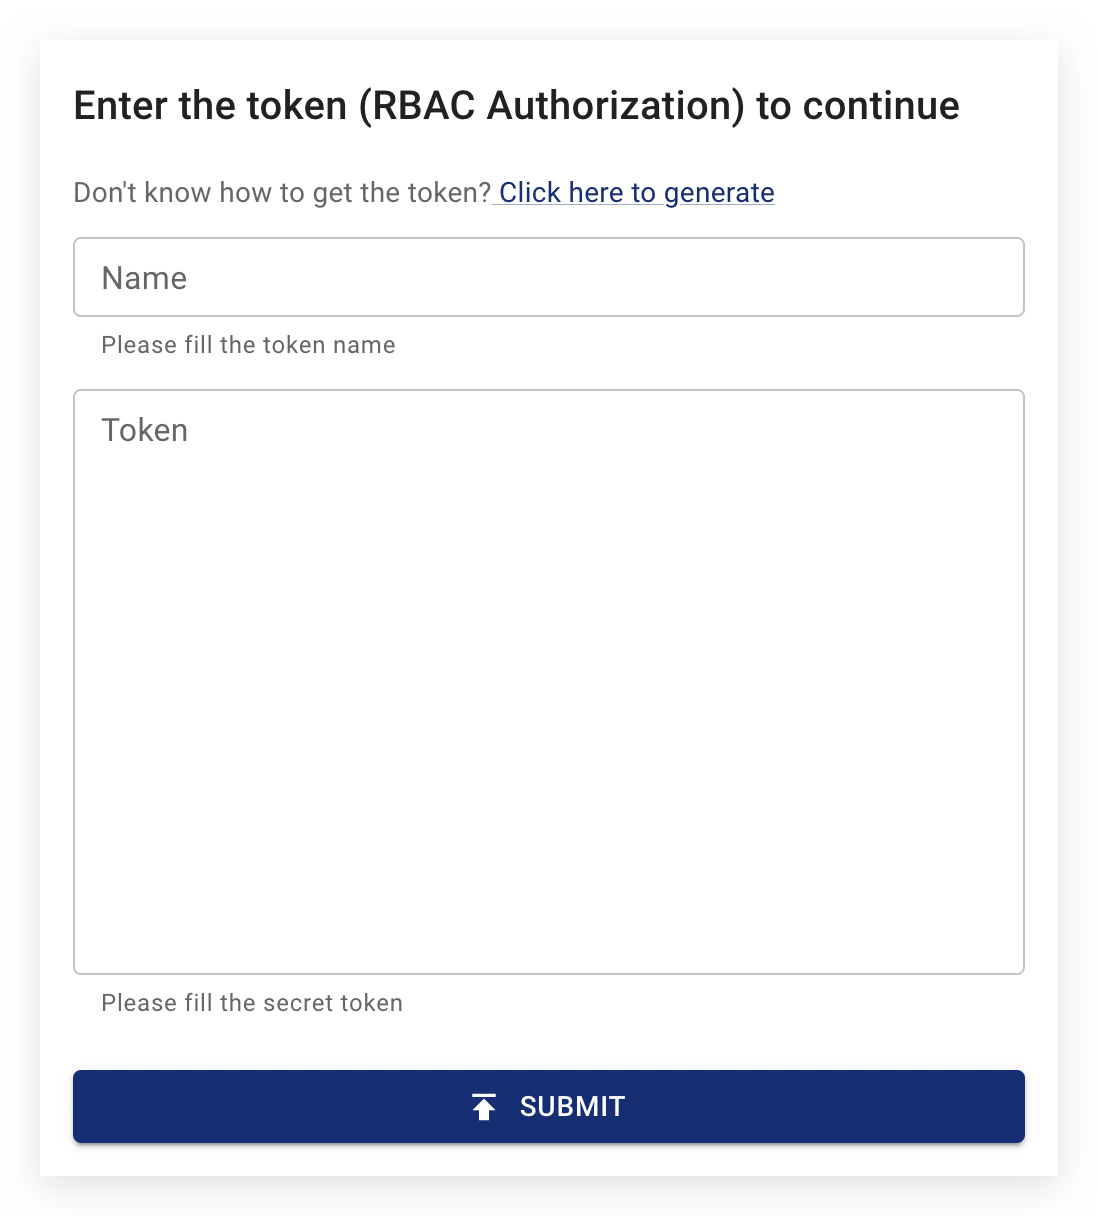 Enter the token (RBAC Authorization) to continue
Don't know how to get the token? Click here to generate
Name
Please fill the token name
Token
Please fill the secret token
SUBMIT